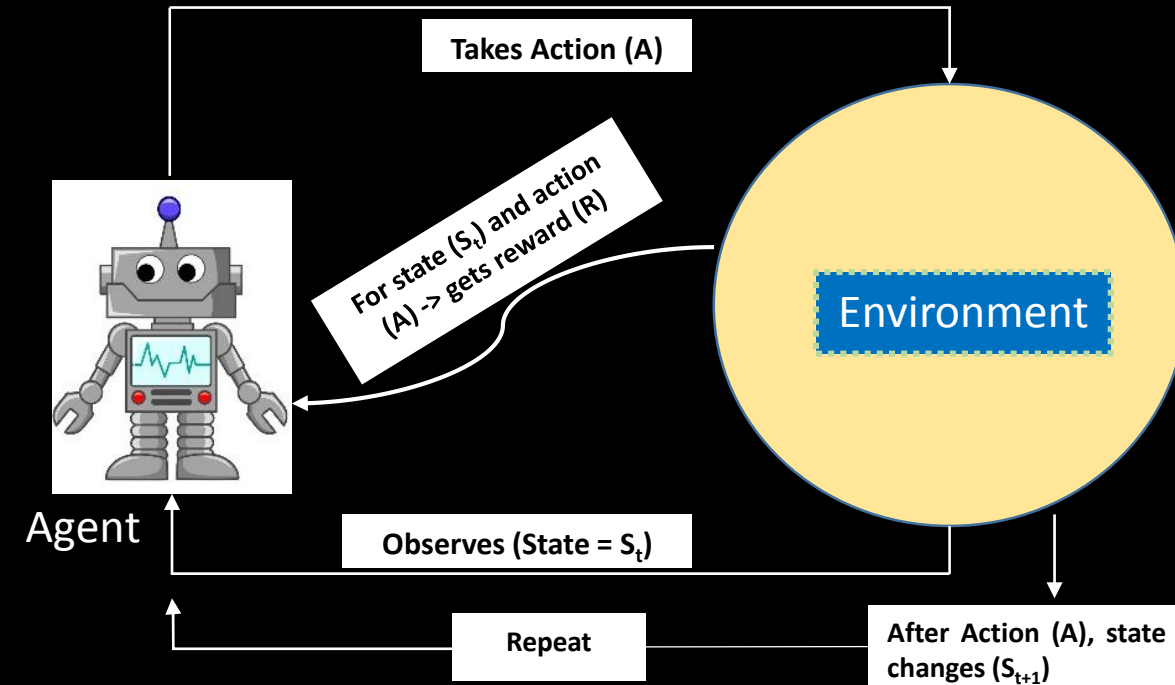 Takes Action (A)
For state (Sₜ) and action
(A) -> gets reward (R)
Environment
Agent
Observes (State = Sₜ)
Repeat
After Action (A), state
changes (Sₜ₊₁)